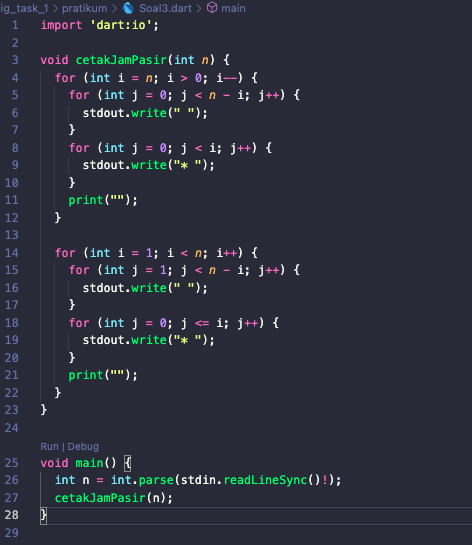 ig_task_1 > pratikum > Soal3.dart > main
1 import 'dart:io';
2
3 void cetakJamPasir(int n) {
4   for (int i = n; i > 0; i--) {
5     for (int j = 0; j < n - i; j++) {
6       stdout.write(" ");
7     }
8     for (int j = 0; j < i; j++) {
9       stdout.write("* ");
10     }
11     print("");
12   }
13
14   for (int i = 1; i < n; i++) {
15     for (int j = 1; j < n - i; j++) {
16       stdout.write(" ");
17     }
18     for (int j = 0; j <= i; j++) {
19       stdout.write("* ");
20     }
21     print("");
22   }
23 }
24
Run | Debug
25 void main() {
26   int n = int.parse(stdin.readLineSync()!);
27   cetakJamPasir(n);
28 }
29